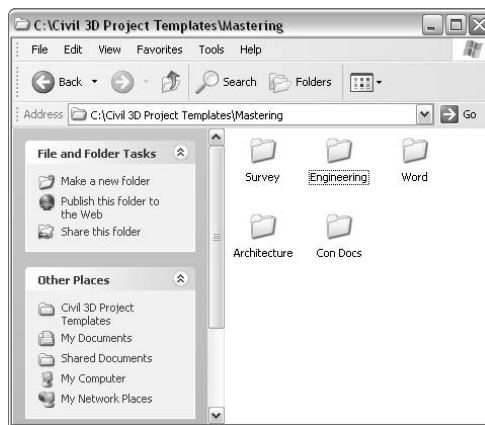 C:\Civil 3D Project Templates\Mastering
File Edit View Favorites Tools Help
Back Search Folders
Address C:\Civil 3D Project Templates\Mastering Go
File and Folder Tasks
Make a new folder
Publish this folder to
the Web
Share this folder
Other Places
Civil 3D Project
Templates
My Documents
Shared Documents
My Computer
My Network Places
Survey Engineering Word
Architecture Con Docs